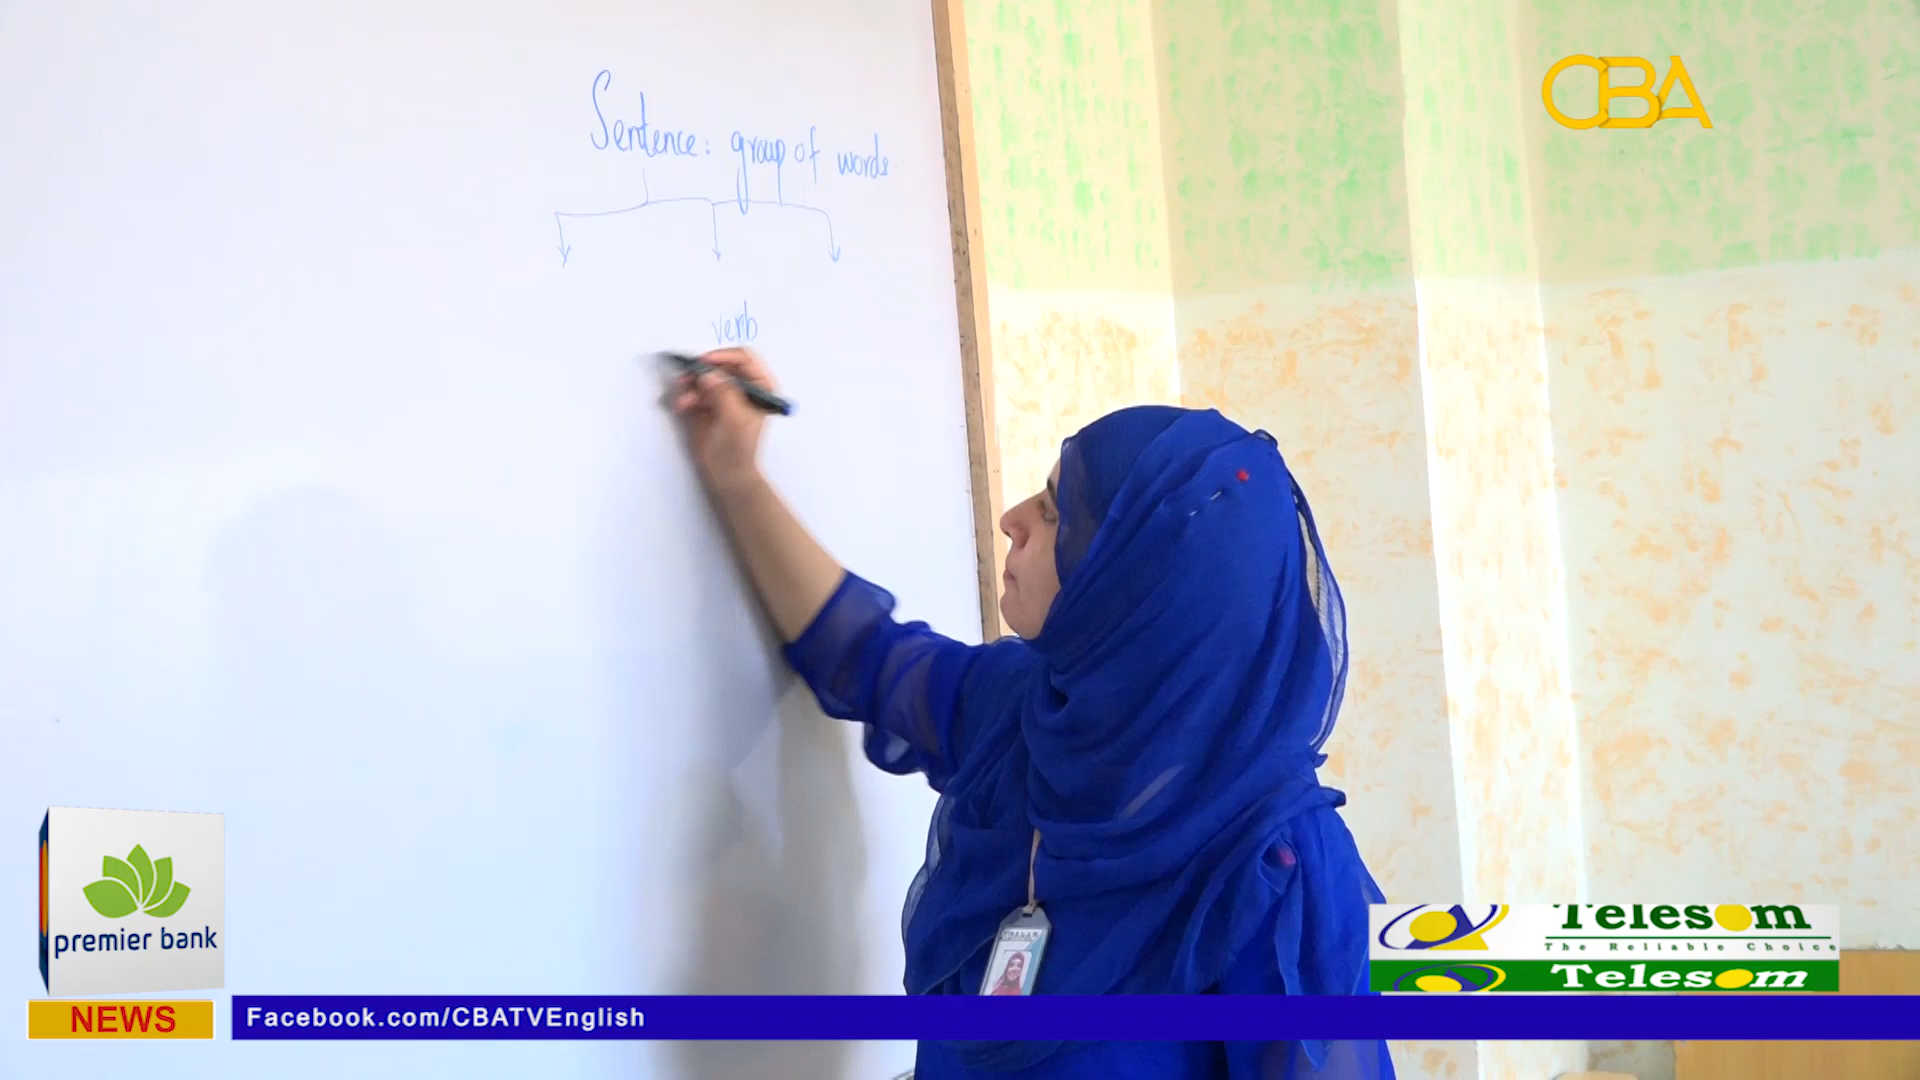 Sentence: group of words.
verb
CBA
premier bank
Telesom
The Reliable Choice
Telesom
NEWS
Facebook.com/CBATVEnglish